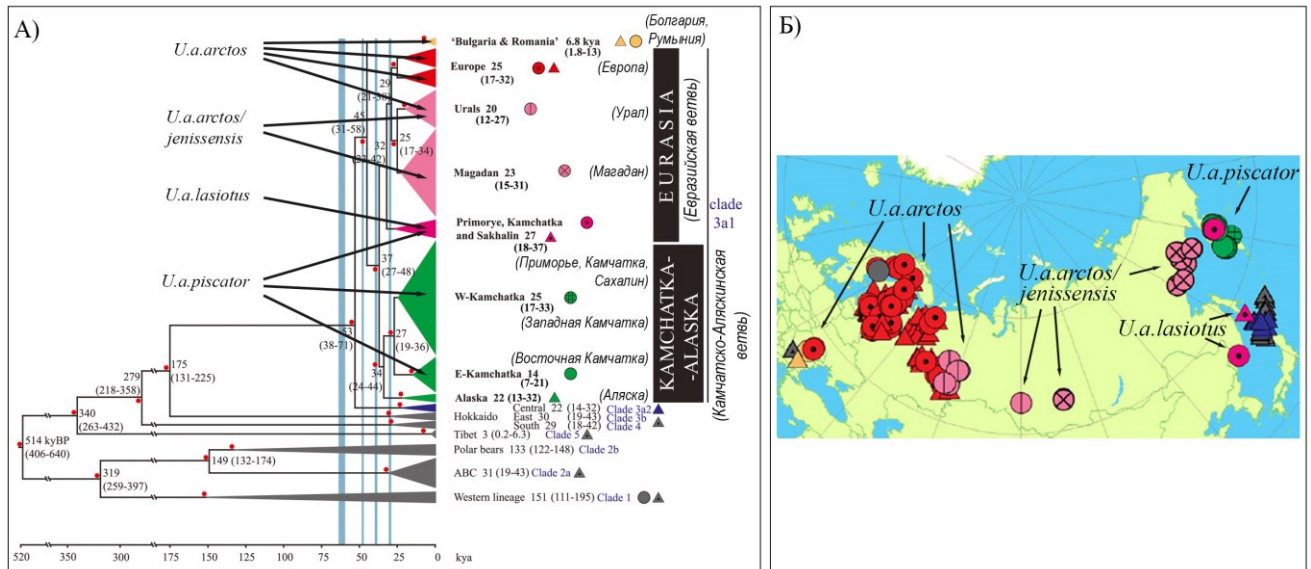 А)
U.a.arctos
U.a.arctos/
jenissensis
U.a.lasiotus
U.a.piscator
'Bulgaria & Romania' 6.8 kya
(1.8-13)
(Болгария,
Румыния)
Europe 25
(17-32)
(Европа)
29
(21-38)
Urals 20
(12-27)
(Урал)
45
(31-58)
25
(17-34)
32
(23-42)
Magadan 23
(15-31)
(Магадан)
Primorye, Kamchatka
and Sakhalin 27
(18-37)
(Приморье, Камчатка,
Сахалин)
EURASIA
(Евразийская ветвь)
clade
3a1
37
(27-48)
W-Kamchatka 25
(17-33)
(Западная Камчатка)
53
(38-71)
27
(19-36)
(Восточная Камчатка)
34
(24-44)
E-Kamchatka 14
(7-21)
Alaska 22 (13-32)
(Аляска)
KAMCHATKA-
-ALASKA
(Камчатско-Аляскинская
ветвь)
175
(131-225)
279
(218-358)
340
(263-432)
514 kyBP
(406-640)
319
(259-397)
149 (132-174)
Central 22 (14-32) Clade 3a2
Hokkaido East 30 (19-43) Clade 3b
South 29 (18-42) Clade 4
Tibet 3 (0.2-6.3) Clade 5
Polar bears 133 (122-148) Clade 2b
ABC 31 (19-43) Clade 2a
Western lineage 151 (111-195) Clade 1
520 350 300 175 150 125 100 75 50 25 0 kya
Б)
U.a.piscator
U.a.arctos
U.a.arctos/
jenissensis
U.a.lasiotus